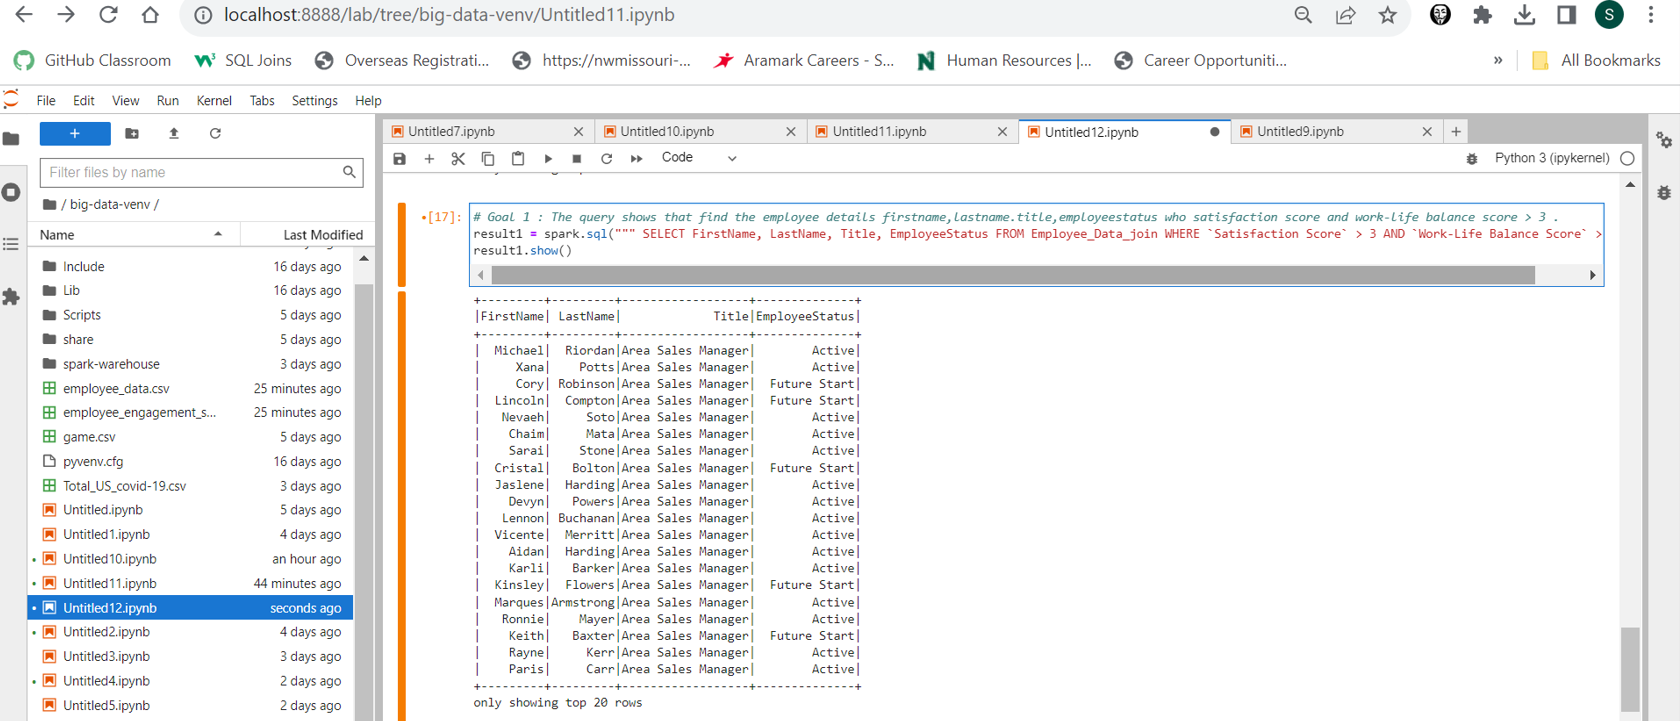 localhost:8888/lab/tree/big-data-venv/Untitled11.ipynb
S
GitHub Classroom
SQL Joins
Overseas Registrati...
https://nwmissouri-...
Aramark Careers - S...
Human Resources |...
Career Opportuniti...
»
All Bookmarks
File Edit View Run Kernel Tabs Settings Help
Untitled7.ipynb
Untitled10.ipynb
Untitled11.ipynb
Untitled12.ipynb
Untitled9.ipynb
Code
Python 3 (ipykernel)
Filter files by name
/ big-data-venv /
Name Last Modified
Include 16 days ago
Lib 16 days ago
Scripts 5 days ago
share 5 days ago
spark-warehouse 3 days ago
employee_data.csv 25 minutes ago
employee_engagement_s... 25 minutes ago
game.csv 5 days ago
pyvenv.cfg 16 days ago
Total_US_covid-19.csv 3 days ago
Untitled.ipynb 5 days ago
Untitled1.ipynb 4 days ago
Untitled10.ipynb an hour ago
Untitled11.ipynb 44 minutes ago
Untitled12.ipynb seconds ago
Untitled2.ipynb 4 days ago
Untitled3.ipynb 3 days ago
Untitled4.ipynb 2 days ago
Untitled5.ipynb 2 days ago
[17]:
# Goal 1 : The query shows that find the employee details firstname,lastname.title,employeestatus who satisfaction score and work-life balance score > 3 .
result1 = spark.sql(""" SELECT FirstName, LastName, Title, EmployeeStatus FROM Employee_Data_join WHERE `Satisfaction Score` > 3 AND `Work-Life Balance Score` >
result1.show()
+---------+---------+------------------+--------------+
|FirstName| LastName|             Title|EmployeeStatus|
+---------+---------+------------------+--------------+
|  Michael|  Riordan|Area Sales Manager|        Active|
|     Xana|    Potts|Area Sales Manager|        Active|
|     Cory| Robinson|Area Sales Manager|  Future Start|
|  Lincoln|  Compton|Area Sales Manager|  Future Start|
|   Nevaeh|     Soto|Area Sales Manager|        Active|
|    Chaim|     Mata|Area Sales Manager|        Active|
|    Sarai|    Stone|Area Sales Manager|        Active|
|  Cristal|   Bolton|Area Sales Manager|  Future Start|
|  Jaslene|  Harding|Area Sales Manager|        Active|
|    Devyn|   Powers|Area Sales Manager|        Active|
|   Lennon| Buchanan|Area Sales Manager|        Active|
|  Vicente|  Merritt|Area Sales Manager|        Active|
|    Aidan|  Harding|Area Sales Manager|        Active|
|    Karli|   Barker|Area Sales Manager|        Active|
|  Kinsley|  Flowers|Area Sales Manager|  Future Start|
|  Marques|Armstrong|Area Sales Manager|        Active|
|   Ronnie|    Mayer|Area Sales Manager|        Active|
|    Keith|   Baxter|Area Sales Manager|  Future Start|
|    Rayne|     Kerr|Area Sales Manager|        Active|
|    Paris|     Carr|Area Sales Manager|        Active|
+---------+---------+------------------+--------------+
only showing top 20 rows